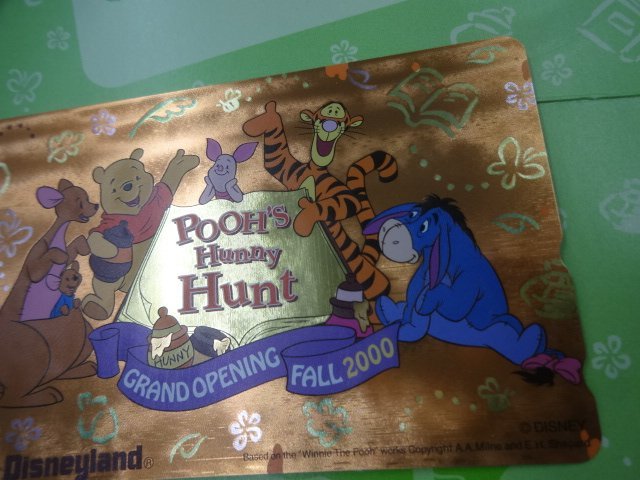 POOH'S
Hunny
Hunt
HUNNY
GRAND OPENING FALL 2000
© DISNEY
Based on the "Winnie The Pooh" works Copyright A.A. Milne and E.H. Shepard
Disneyland®